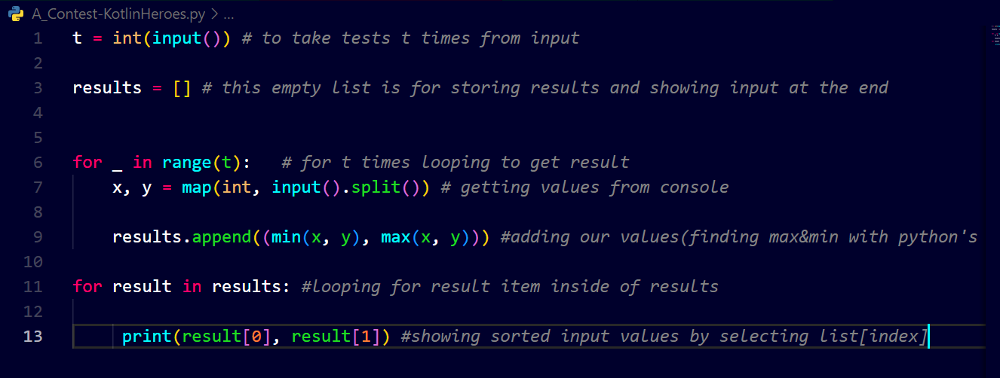 A_Contest-KotlinHeroes.py > ...
1 t = int(input()) # to take tests t times from input
2
3 results = [] # this empty list is for storing results and showing input at the end
4
5
6 for _ in range(t):   # for t times looping to get result
7     x, y = map(int, input().split()) # getting values from console
8
9     results.append((min(x, y), max(x, y))) #adding our values(finding max&min with python's
10
11 for result in results: #looping for result item inside of results
12
13      print(result[0], result[1]) #showing sorted input values by selecting list[index]